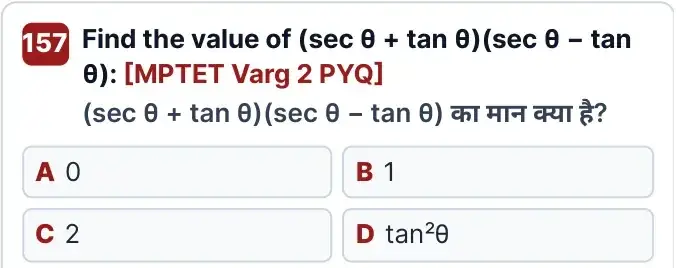 157 Find the value of (sec θ + tan θ)(sec θ − tan
θ): [MPTET Varg 2 PYQ]
(sec θ + tan θ)(sec θ − tan θ) का मान क्या है?
A 0
B 1
C 2
D tan²θ